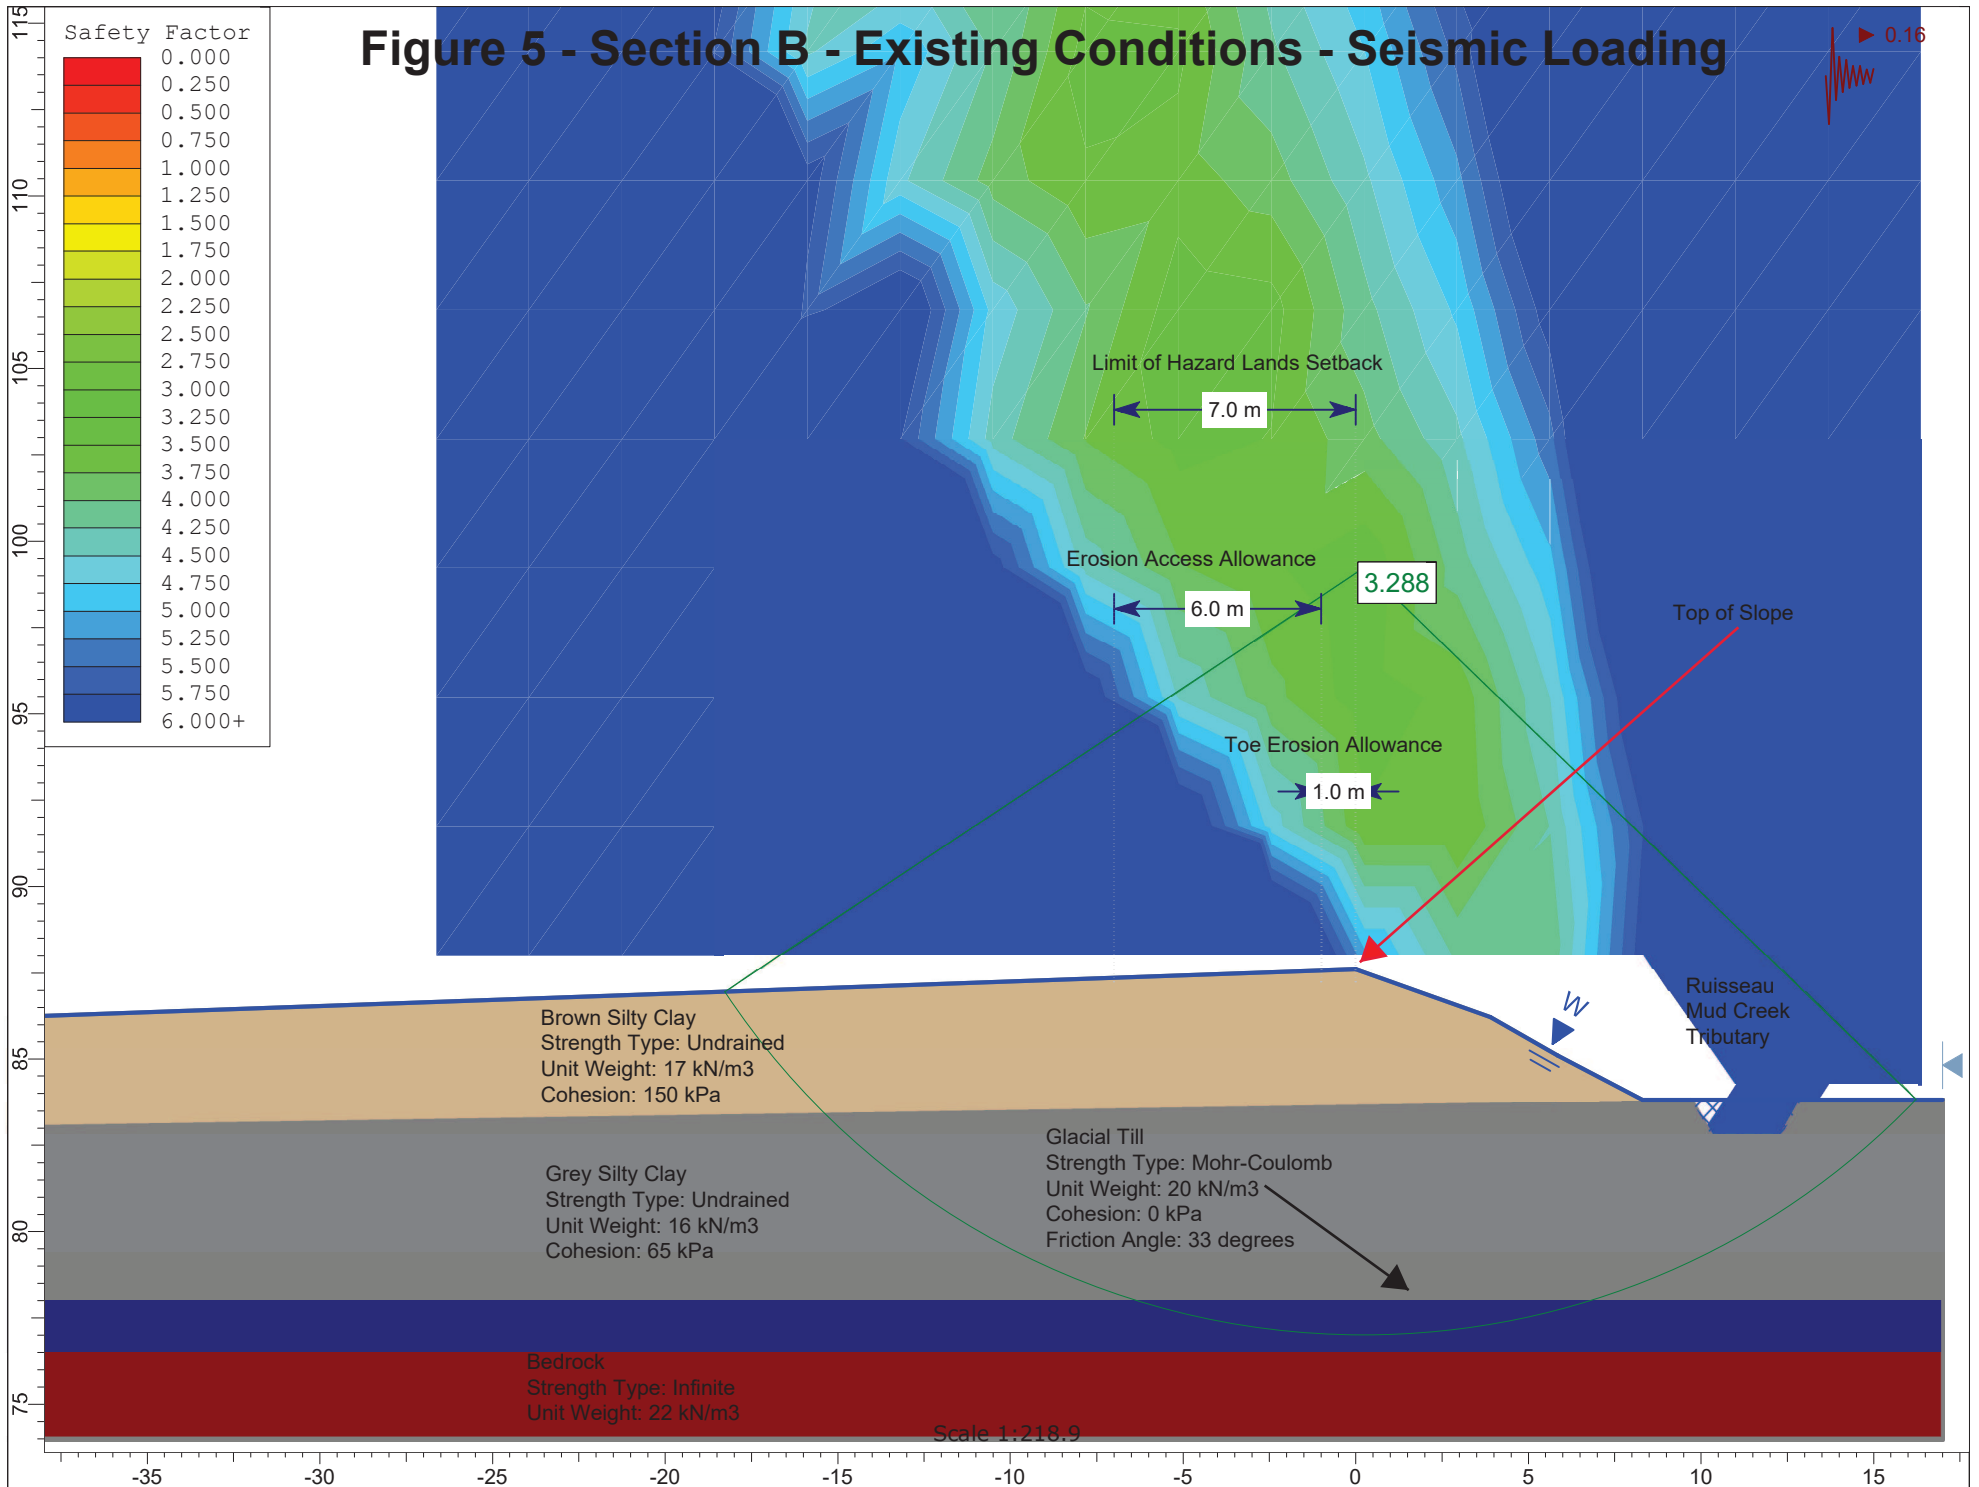 Figure 5 - Section B - Existing Conditions - Seismic Loading
0.16
Safety Factor
0.000
0.250
0.500
0.750
1.000
1.250
1.500
1.750
2.000
2.250
2.500
2.750
3.000
3.250
3.500
3.750
4.000
4.250
4.500
4.750
5.000
5.250
5.500
5.750
6.000+
115
110
105
100
95
90
85
80
75
Limit of Hazard Lands Setback
7.0 m
Erosion Access Allowance
6.0 m
3.288
Top of Slope
Toe Erosion Allowance
1.0 m
W
Ruisseau
Mud Creek
Tributary
Brown Silty Clay
Strength Type: Undrained
Unit Weight: 17 kN/m3
Cohesion: 150 kPa
Grey Silty Clay
Strength Type: Undrained
Unit Weight: 16 kN/m3
Cohesion: 65 kPa
Glacial Till
Strength Type: Mohr-Coulomb
Unit Weight: 20 kN/m3
Cohesion: 0 kPa
Friction Angle: 33 degrees
Bedrock
Strength Type: Infinite
Unit Weight: 22 kN/m3
Scale 1:218.9
-35
-30
-25
-20
-15
-10
-5
0
5
10
15